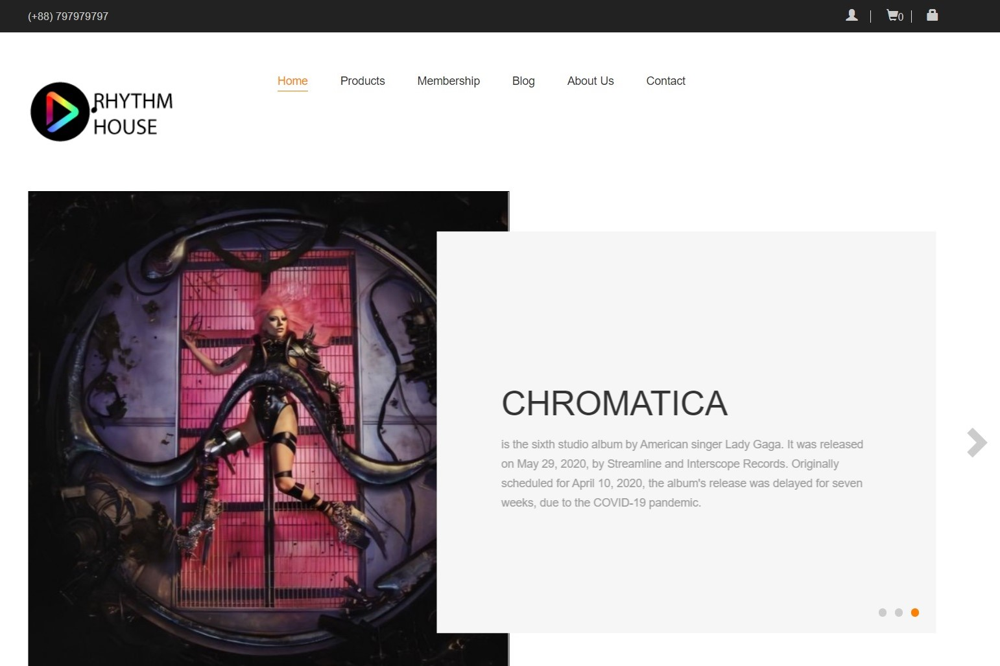 (+88) 797979797
0
Home Products Membership Blog About Us Contact
RHYTHM
HOUSE
CHROMATICA
is the sixth studio album by American singer Lady Gaga. It was released
on May 29, 2020, by Streamline and Interscope Records. Originally
scheduled for April 10, 2020, the album's release was delayed for seven
weeks, due to the COVID-19 pandemic.